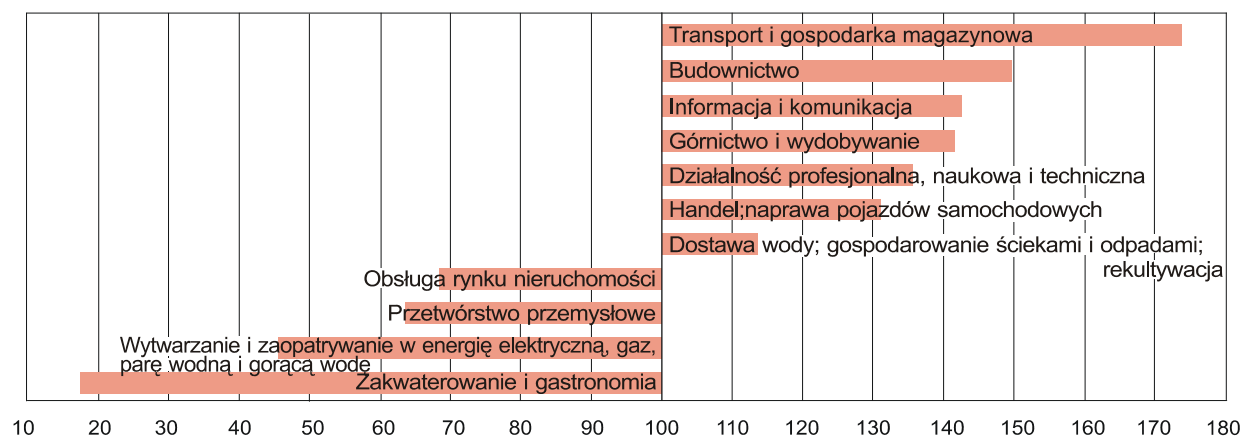 Transport i gospodarka magazynowa
Budownictwo
Informacja i komunikacja
Górnictwo i wydobywanie
Działalność profesjonalna, naukowa i techniczna
Handel;naprawa pojazdów samochodowych
Dostawa wody; gospodarowanie ściekami i odpadami;
rekultywacja
Obsługa rynku nieruchomości
Przetwórstwo przemysłowe
Wytwarzanie i zaopatrywanie w energię elektryczną, gaz,
parę wodną i gorącą wodę
Zakwaterowanie i gastronomia
10 20 30 40 50 60 70 80 90 100 110 120 130 140 150 160 170 180